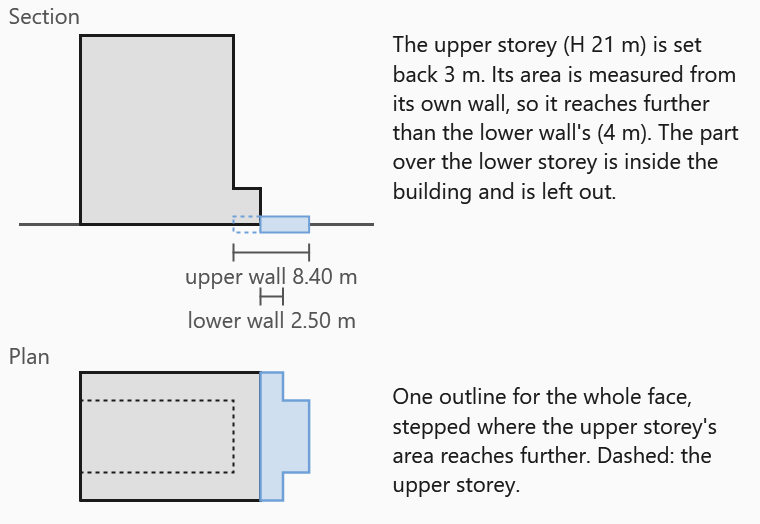 Section
The upper storey (H 21 m) is set
back 3 m. Its area is measured from
its own wall, so it reaches further
than the lower wall's (4 m). The part
over the lower storey is inside the
building and is left out.
upper wall 8.40 m
lower wall 2.50 m
Plan
One outline for the whole face,
stepped where the upper storey's
area reaches further. Dashed: the
upper storey.